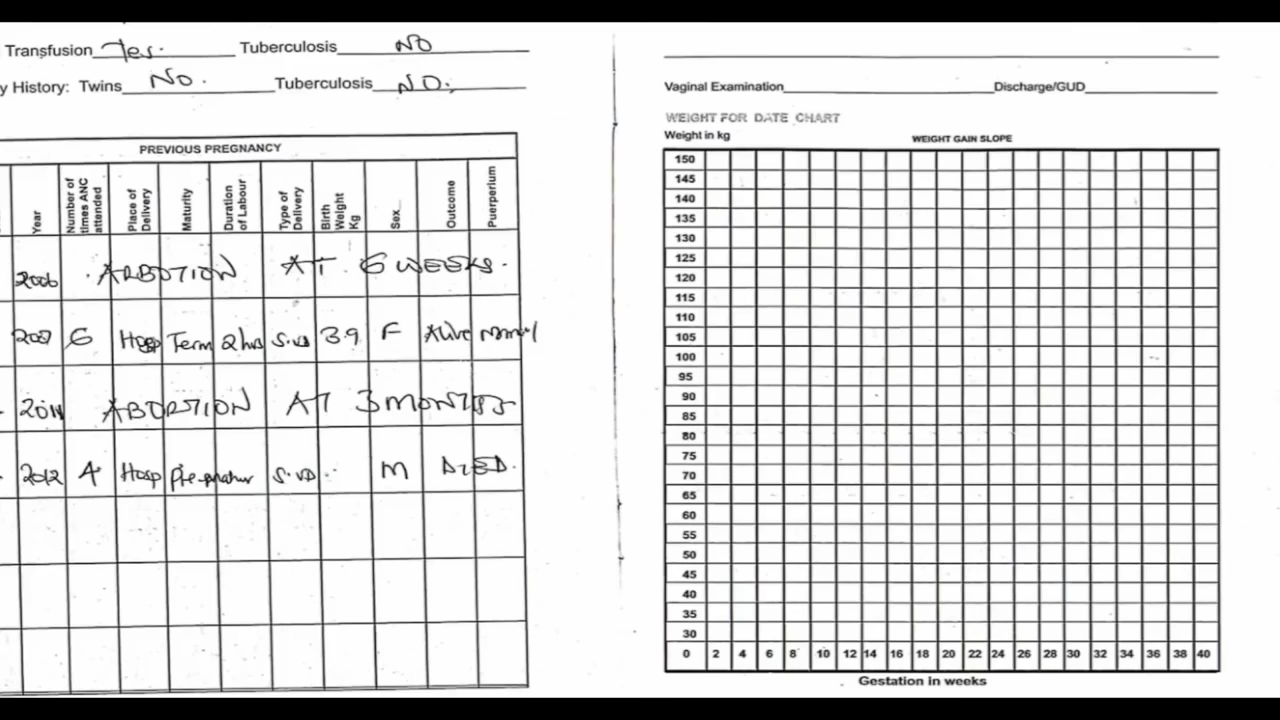 Transfusion Yes. Tuberculosis NO
y History: Twins No. Tuberculosis NO.
PREVIOUS PREGNANCY
Year Number of times ANC attended Place of Delivery Maturity Duration of Labour Type of Delivery Birth Weight Kg Sex Outcome Puerperium
2006 ABORTION AT 6 WEEKS.
2007 6 Hosp Term 2 hrs S.VD 3.9 F Alive Normal
ABORTION AT 3 MONTHS
2012 4 Hosp S.VD M DIED.
Vaginal Examination Discharge/GUD
WEIGHT FOR DATE CHART
Weight in kg WEIGHT GAIN SLOPE
150
145
140
135
130
125
120
115
110
105
100
95
90
85
80
75
70
65
60
55
50
45
40
35
30
0 2 4 6 8 10 12 14 16 18 20 22 24 26 28 30 32 34 36 38 40
Gestation in weeks